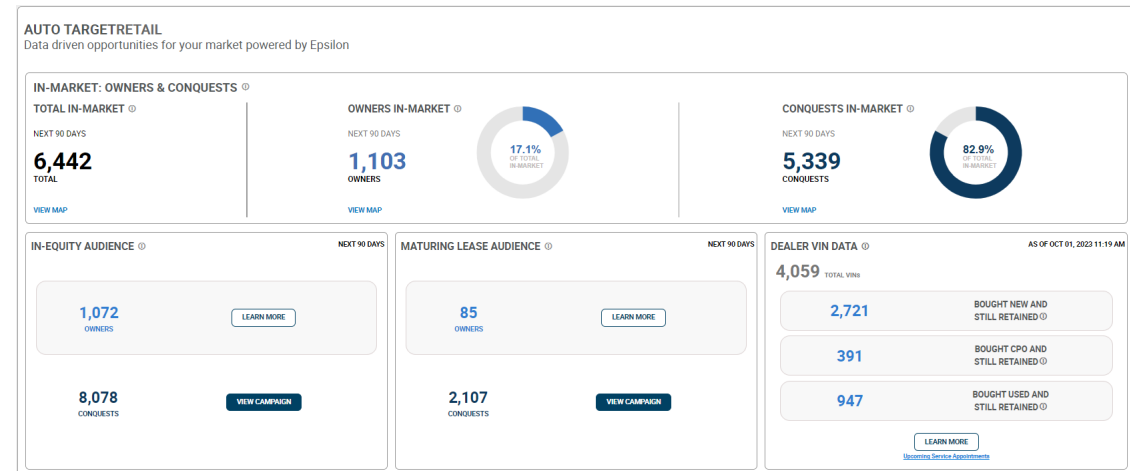 AUTO TARGETRETAIL
Data driven opportunities for your market powered by Epsilon
IN-MARKET: OWNERS & CONQUESTS
TOTAL IN-MARKET
NEXT 90 DAYS
6,442
TOTAL
VIEW MAP
OWNERS IN-MARKET
NEXT 90 DAYS
1,103
OWNERS
VIEW MAP
17.1%
OF TOTAL
IN-MARKET
CONQUESTS IN-MARKET
NEXT 90 DAYS
5,339
CONQUESTS
VIEW MAP
82.9%
OF TOTAL
IN-MARKET
IN-EQUITY AUDIENCE
NEXT 90 DAYS
1,072
OWNERS
LEARN MORE
8,078
CONQUESTS
VIEW CAMPAIGN
MATURING LEASE AUDIENCE
NEXT 90 DAYS
85
OWNERS
LEARN MORE
2,107
CONQUESTS
VIEW CAMPAIGN
DEALER VIN DATA
AS OF OCT 01, 2023 11:19 AM
4,059 TOTAL VINs
2,721
BOUGHT NEW AND
STILL RETAINED
391
BOUGHT CPO AND
STILL RETAINED
947
BOUGHT USED AND
STILL RETAINED
LEARN MORE
Upcoming Service Appointments